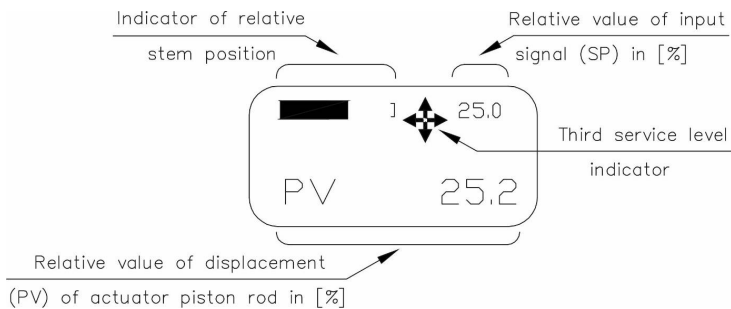 Indicator of relative
stem position
Relative value of input
signal (SP) in [%]
] 25.0
Third service level
indicator
PV 25.2
Relative value of displacement
(PV) of actuator piston rod in [%]